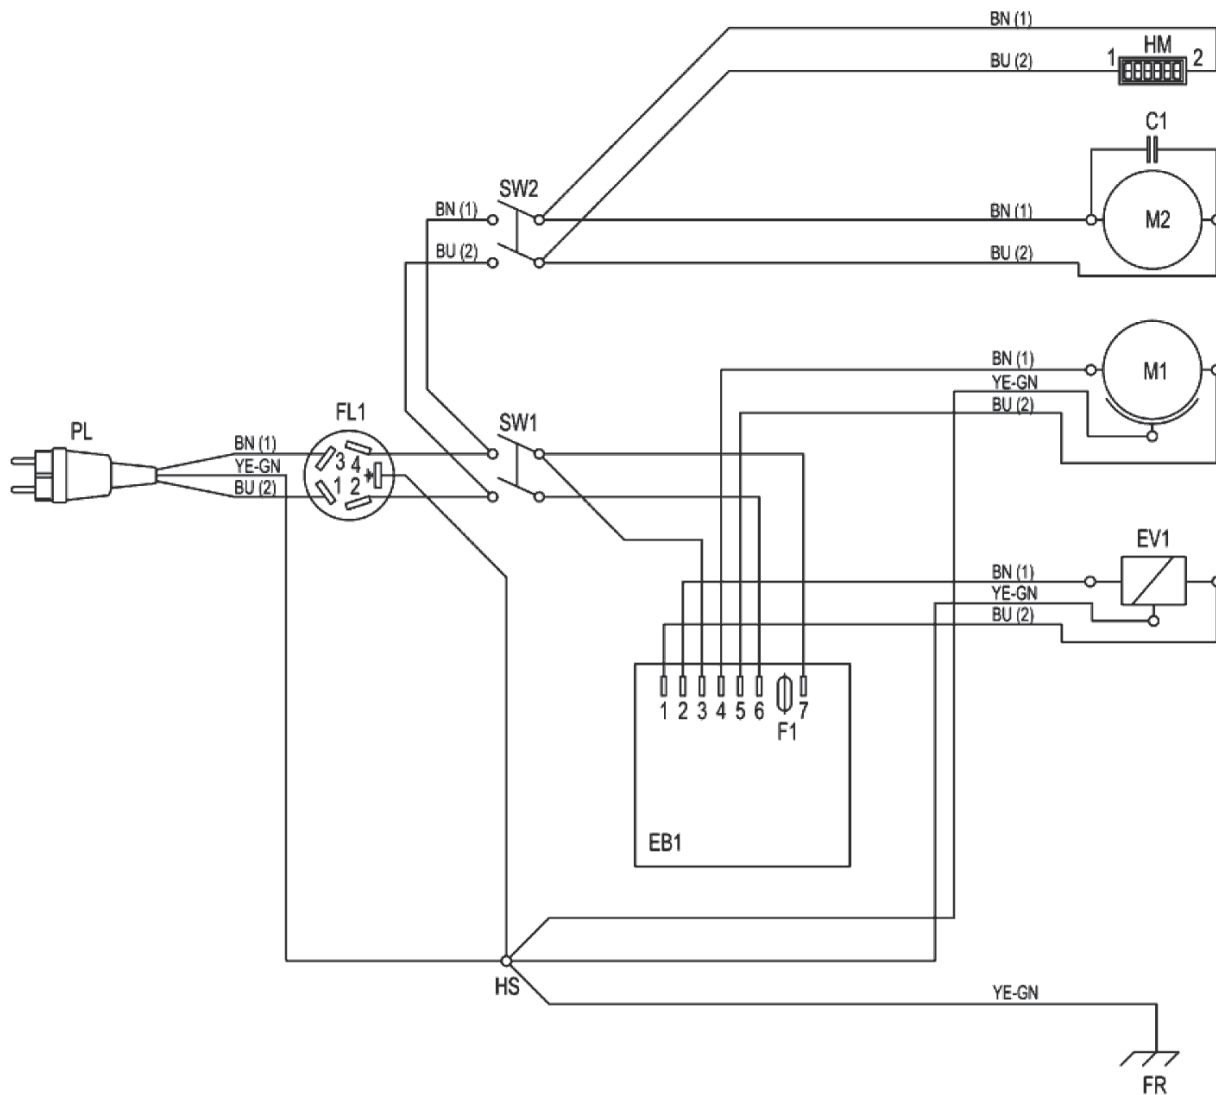 BN (1)
HM
1 2
BU (2)
C1
SW2
BN (1) BN (1) M2
BU (2) BU (2)
BN (1) M1
YE-GN
BU (2)
FL1 SW1
PL BN (1)
3 4
YE-GN
1 2
BU (2)
EV1
BN (1)
YE-GN
BU (2)
1 2 3 4 5 6 7
F1
EB1
HS YE-GN
FR